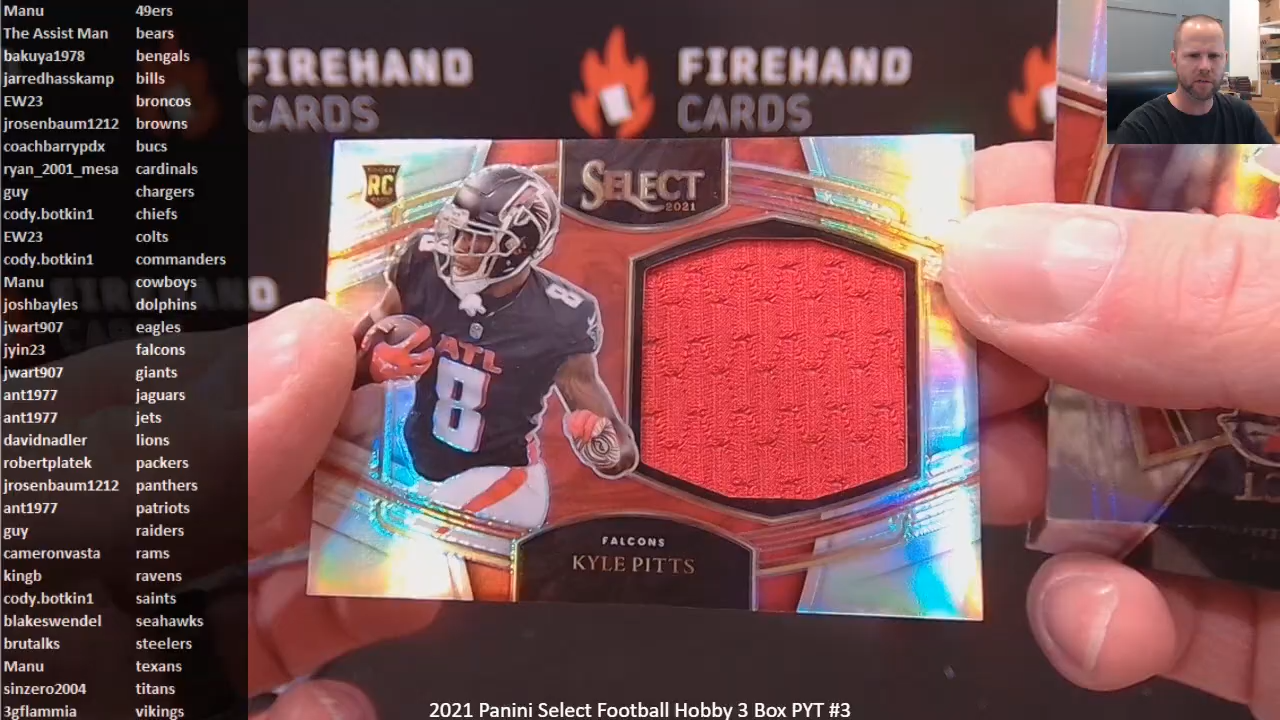 Manu 49ers
The Assist Man bears
bakuya1978 bengals
jarredhasskamp bills
EW23 broncos
jrosenbaum1212 browns
coachbarrypdx bucs
ryan_2001_mesa cardinals
guy chargers
cody.botkin1 chiefs
EW23 colts
cody.botkin1 commanders
Manu cowboys
joshbayles dolphins
jwart907 eagles
jyin23 falcons
jwart907 giants
ant1977 jaguars
ant1977 jets
davidnadler lions
robertplatek packers
jrosenbaum1212 panthers
ant1977 patriots
guy raiders
cameronvasta rams
kingb ravens
cody.botkin1 saints
blakeswendel seahawks
brutalks steelers
Manu texans
sinzero2004 titans
3gflammia vikings
FIREHAND
CARDS
FIREHAND
CARDS
RC
SELECT
2021
8
8
ATL
8
FALCONS
KYLE PITTS
2021 Panini Select Football Hobby 3 Box PYT #3